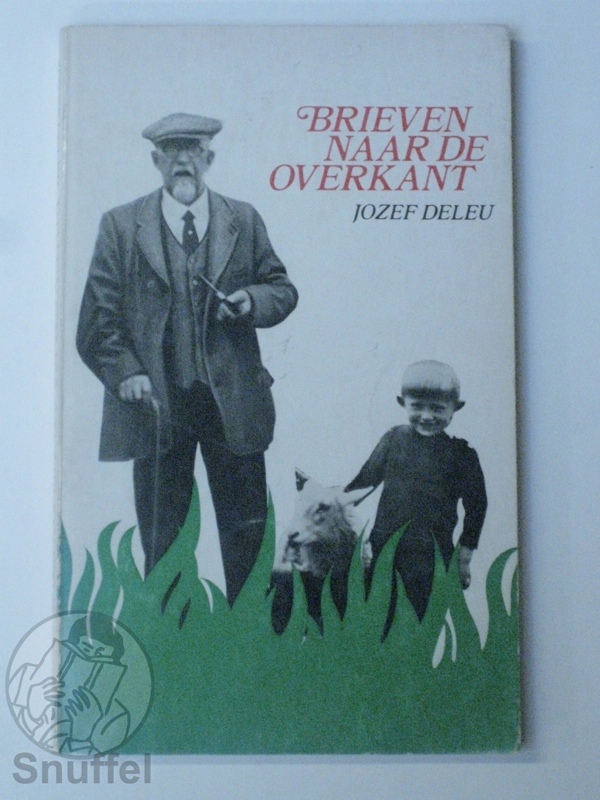 BRIEVEN
NAAR DE
OVERKANT
JOZEF DELEU
Snuffel